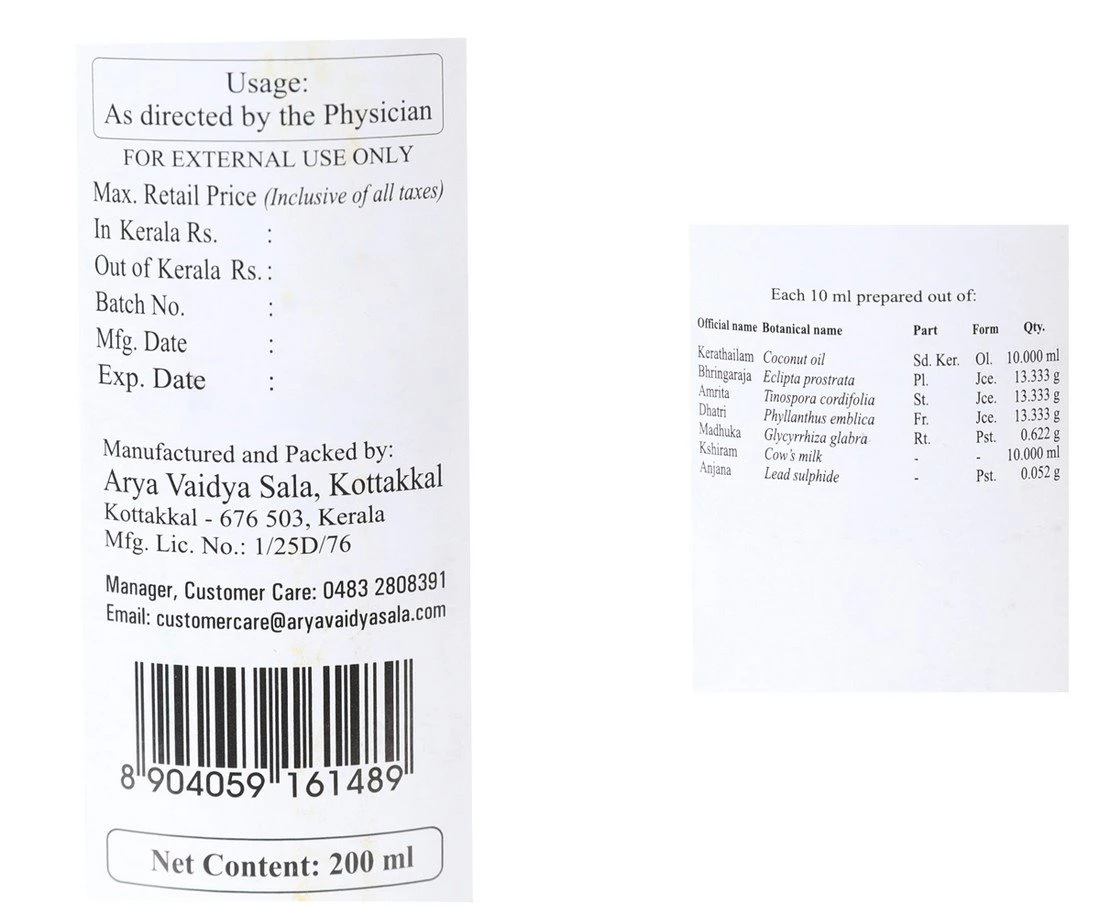 Usage:
As directed by the Physician
FOR EXTERNAL USE ONLY
Max. Retail Price (Inclusive of all taxes)
In Kerala Rs. :
Out of Kerala Rs. :
Batch No. :
Mfg. Date :
Exp. Date :
Manufactured and Packed by:
Arya Vaidya Sala, Kottakkal
Kottakkal - 676 503, Kerala
Mfg. Lic. No.: 1/25D/76
Manager, Customer Care: 0483 2808391
Email: customercare@aryavaidyasala.com
8 904059 161489
Net Content: 200 ml
Each 10 ml prepared out of:
Official name Botanical name Part Form Qty.
Kerathailam Coconut oil Sd. Ker. Ol. 10.000 ml
Bhringaraja Eclipta prostrata Pl. Jce. 13.333 g
Amrita Tinospora cordifolia St. Jce. 13.333 g
Dhatri Phyllanthus emblica Fr. Jce. 13.333 g
Madhuka Glycyrrhiza glabra Rt. Pst. 0.622 g
Kshiram Cow's milk - - 10.000 ml
Anjana Lead sulphide - Pst. 0.052 g